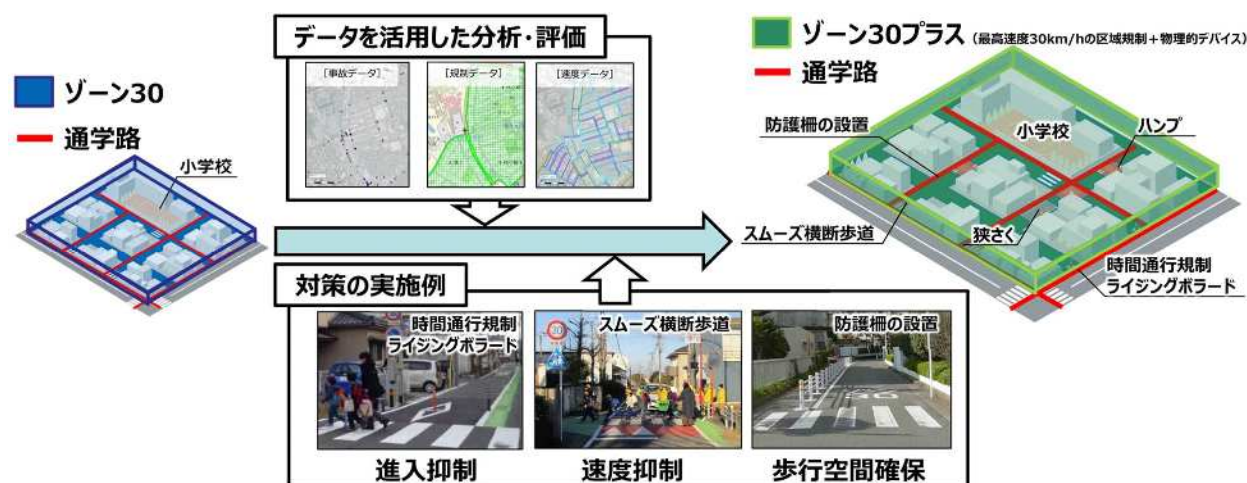 ゾーン30
通学路
小学校
データを活用した分析・評価
[事故データ]
[規制データ]
[速度データ]
対策の実施例
時間通行規制
ライジングボラード
スムーズ横断歩道
防護柵の設置
30
進入抑制
速度抑制
歩行空間確保
ゾーン30プラス (最高速度30km/hの区域規制+物理的デバイス)
通学路
防護柵の設置
小学校
ハンプ
スムーズ横断歩道
狭さく
時間通行規制
ライジングボラード